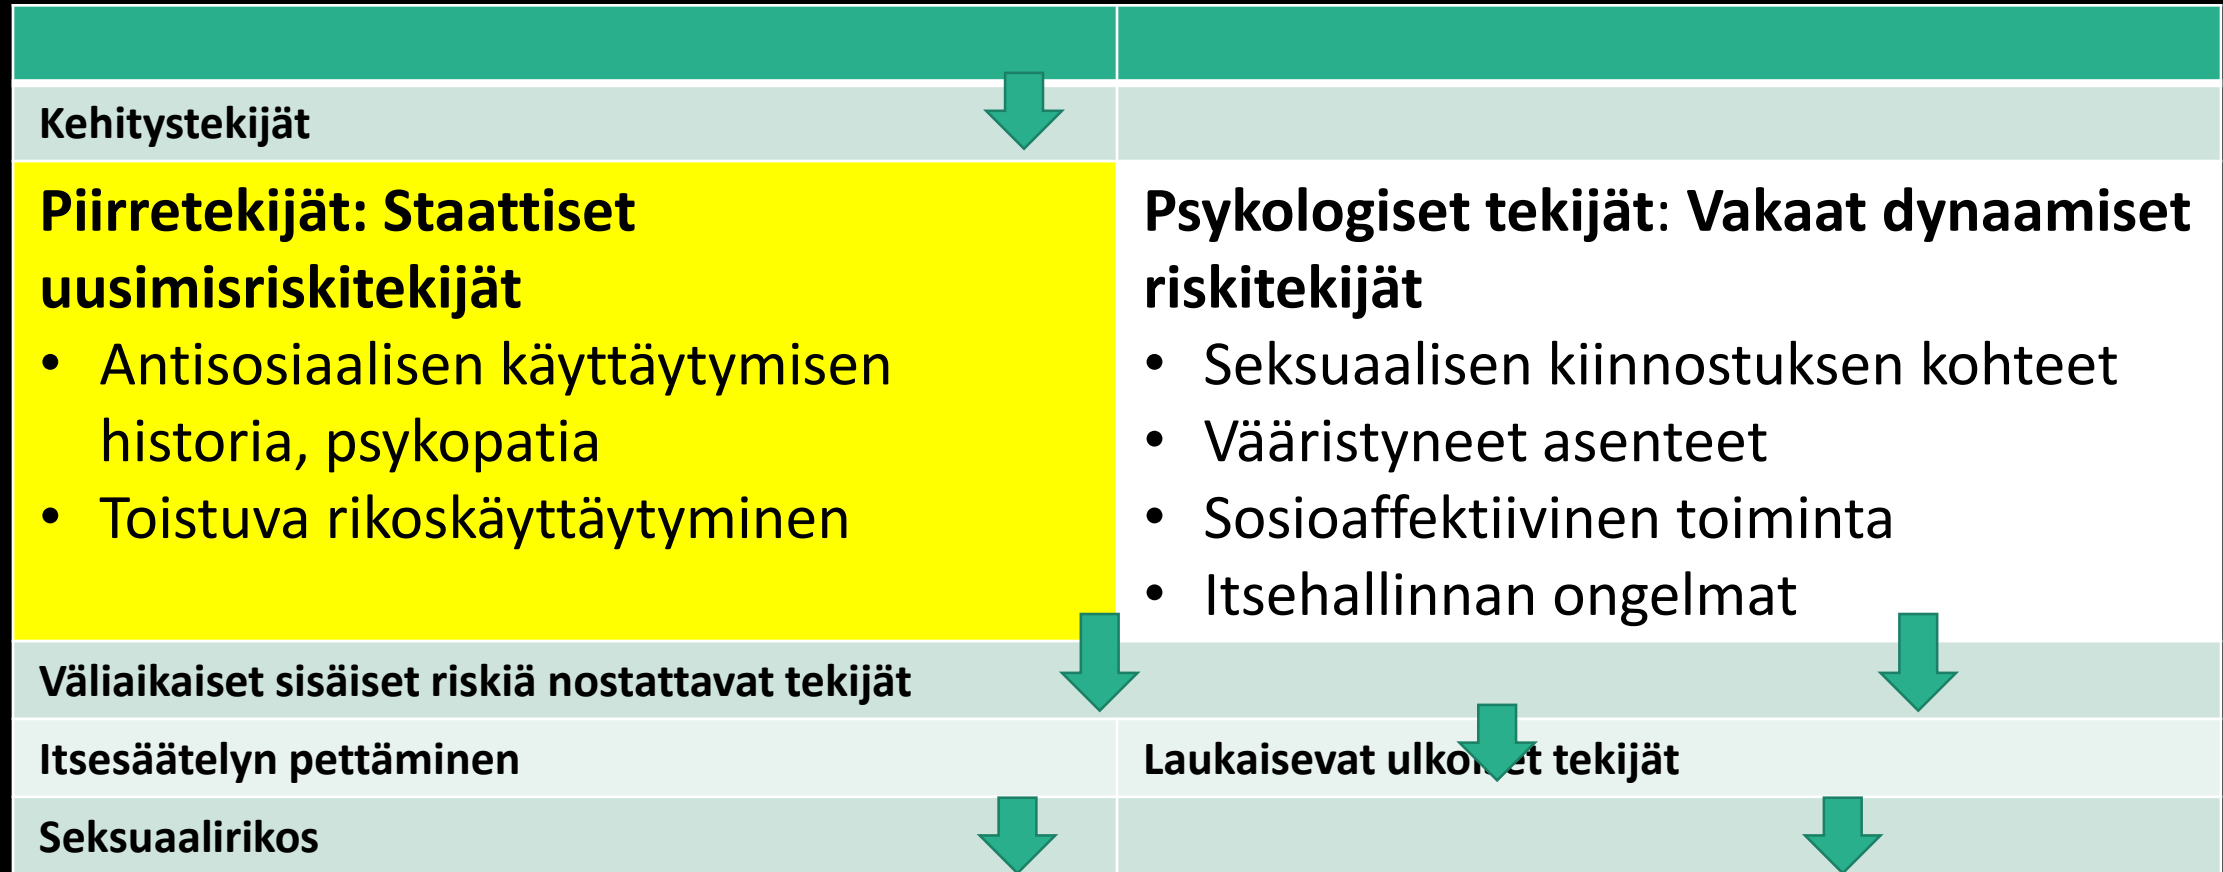 Kehitystekijät
Piirretekijät: Staattiset
uusimisriskitekijät
• Antisosiaalisen käyttäytymisen
historia, psykopatia
• Toistuva rikoskäyttäytyminen
Psykologiset tekijät: Vakaat dynaamiset
riskitekijät
• Seksuaalisen kiinnostuksen kohteet
• Vääristyneet asenteet
• Sosioaffektiivinen toiminta
• Itsehallinnan ongelmat
Väliaikaiset sisäiset riskiä nostattavat tekijät
Itsesäätelyn pettäminen
Laukaisevat ulkoiset tekijät
Seksuaalirikos